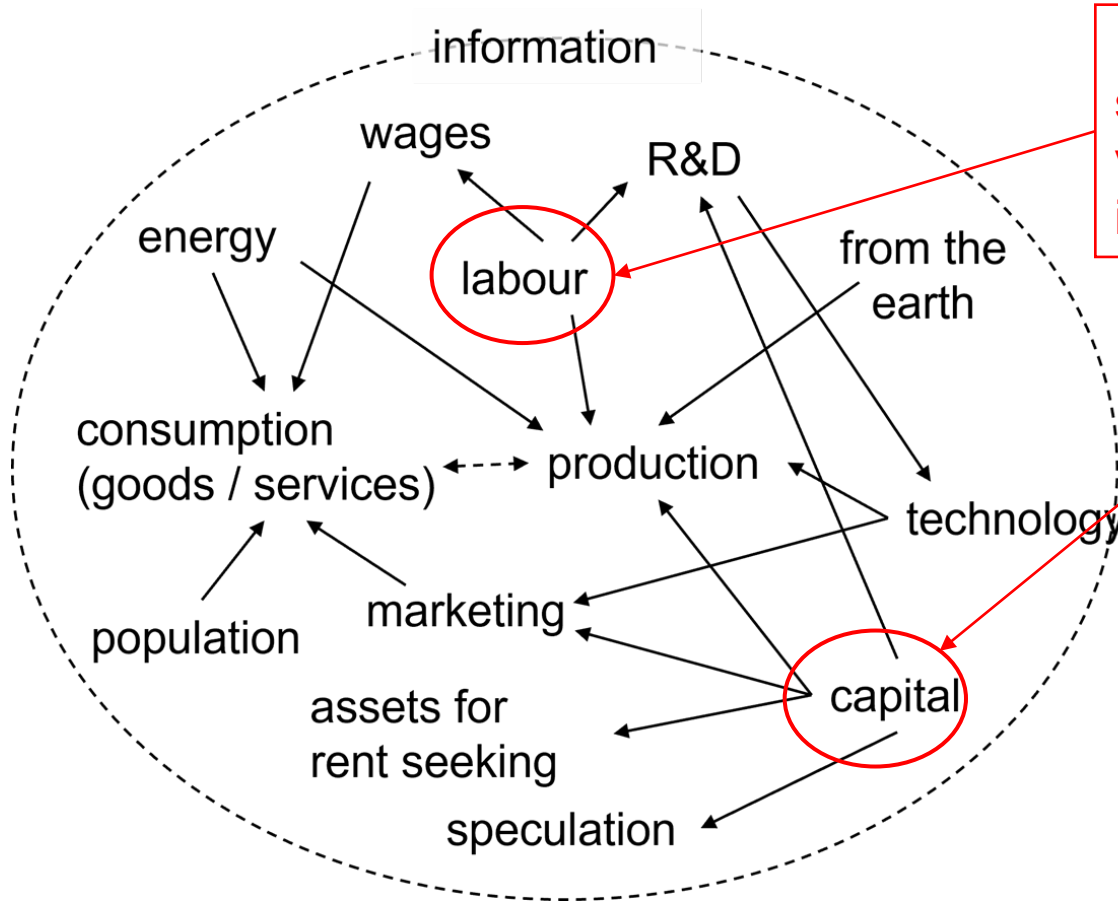 information
wages
R&D
energy
labour
from the
earth
consumption
(goods / services)
production
technology
population
marketing
capital
assets for
rent seeking
speculation